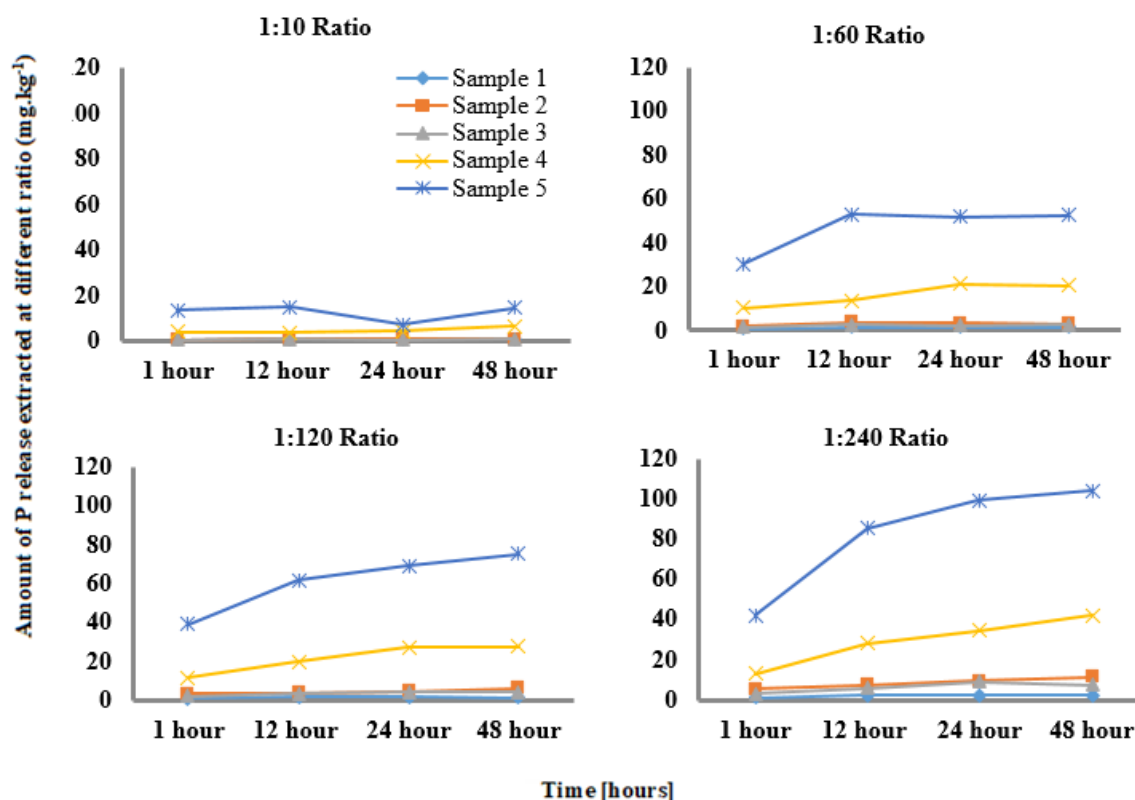 Amount of P release extracted at different ratio (mg.kg-1)
1:10 Ratio
20
00
80
60
40
20
0
1 hour 12 hour 24 hour 48 hour
Sample 1
Sample 2
Sample 3
Sample 4
Sample 5
1:60 Ratio
120
100
80
60
40
20
0
1 hour 12 hour 24 hour 48 hour
1:120 Ratio
120
100
80
60
40
20
0
1 hour 12 hour 24 hour 48 hour
1:240 Ratio
120
100
80
60
40
20
0
1 hour 12 hour 24 hour 48 hour
Time [hours]